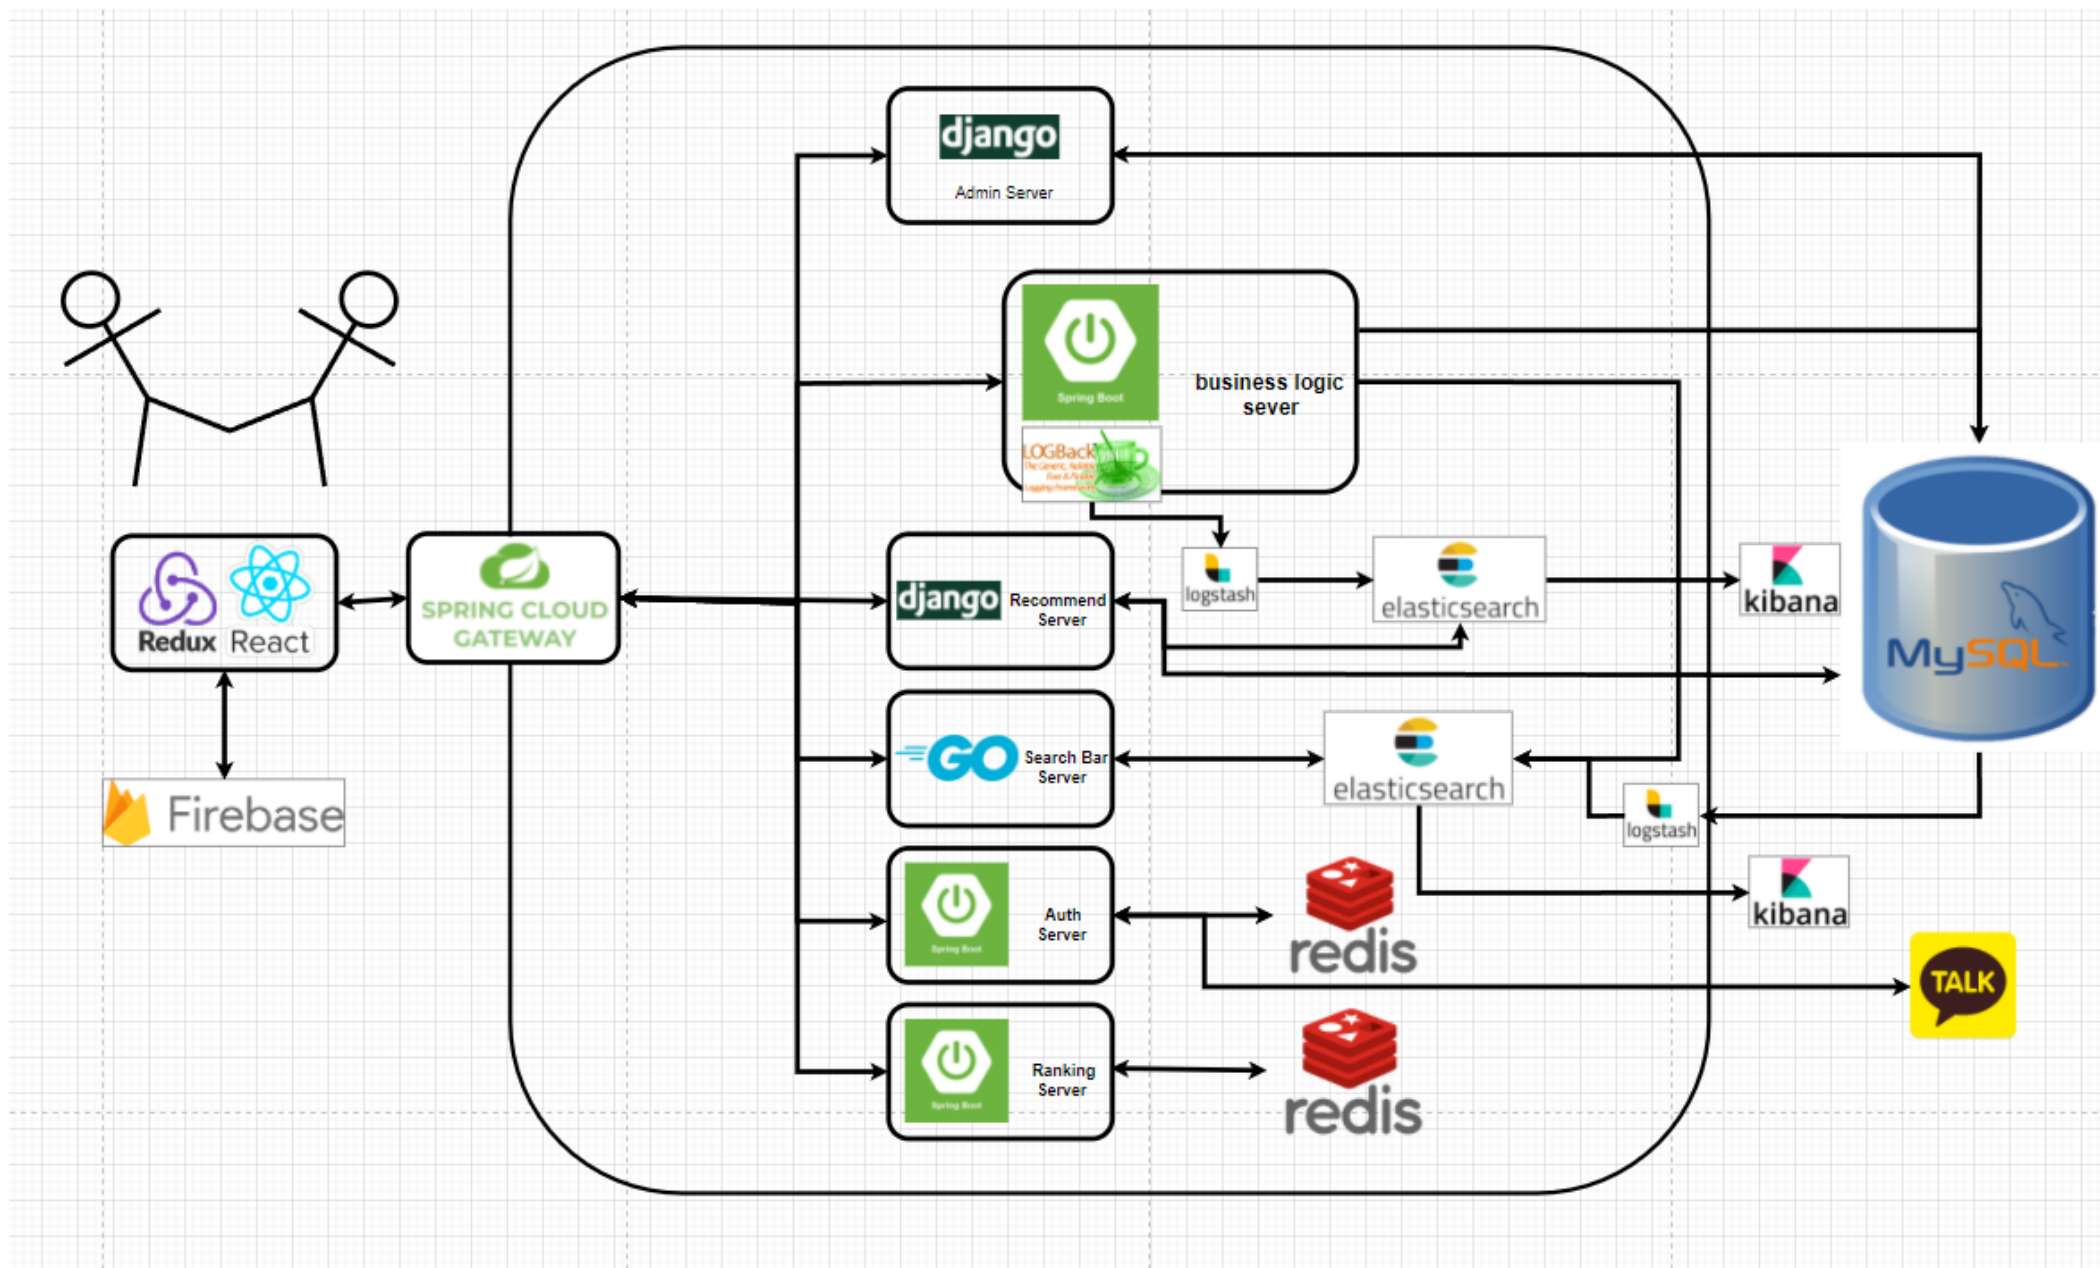 django
Admin Server
Spring Boot
business logic
sever
LOGBack
Redux
React
SPRING CLOUD
GATEWAY
django
Recommend
Server
logstash
elasticsearch
kibana
MySQL
Firebase
GO
Search Bar
Server
elasticsearch
logstash
kibana
Spring Boot
Auth
Server
redis
TALK
Spring Boot
Ranking
Server
redis